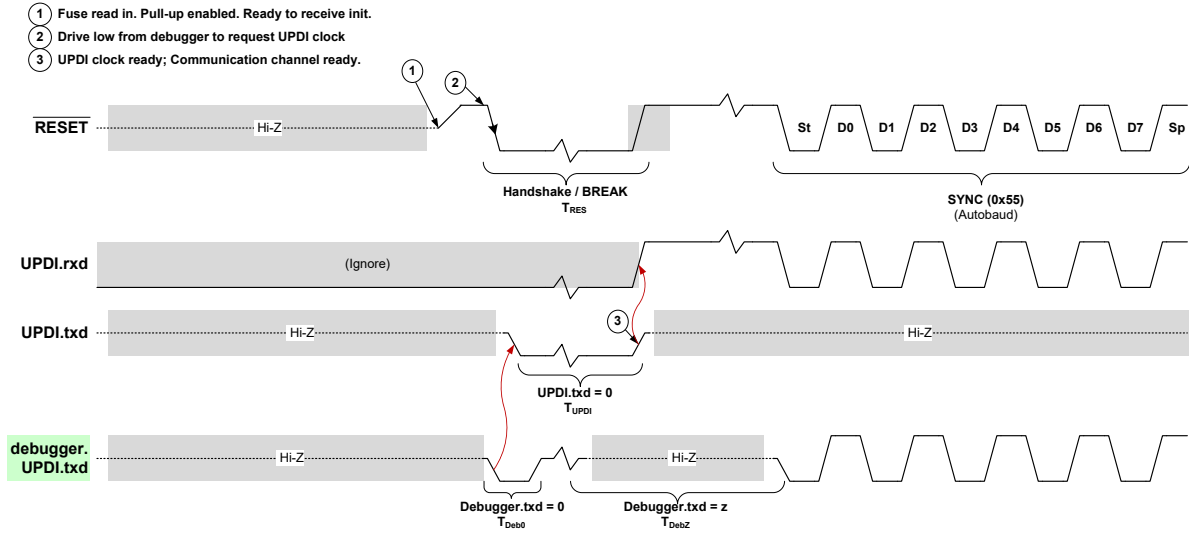 1 Fuse read in. Pull-up enabled. Ready to receive init.
2 Drive low from debugger to request UPDI clock
3 UPDI clock ready; Communication channel ready.
1
2
RESET
Hi-Z
St D0 D1 D2 D3 D4 D5 D6 D7 Sp
Handshake / BREAK
TRES
SYNC (0x55)
(Autobaud)
UPDI.rxd
(Ignore)
UPDI.txd
Hi-Z
3
Hi-Z
UPDI.txd = 0
TUPDI
debugger.
UPDI.txd
Hi-Z
Hi-Z
Debugger.txd = 0
TDeb0
Debugger.txd = z
TDebZ